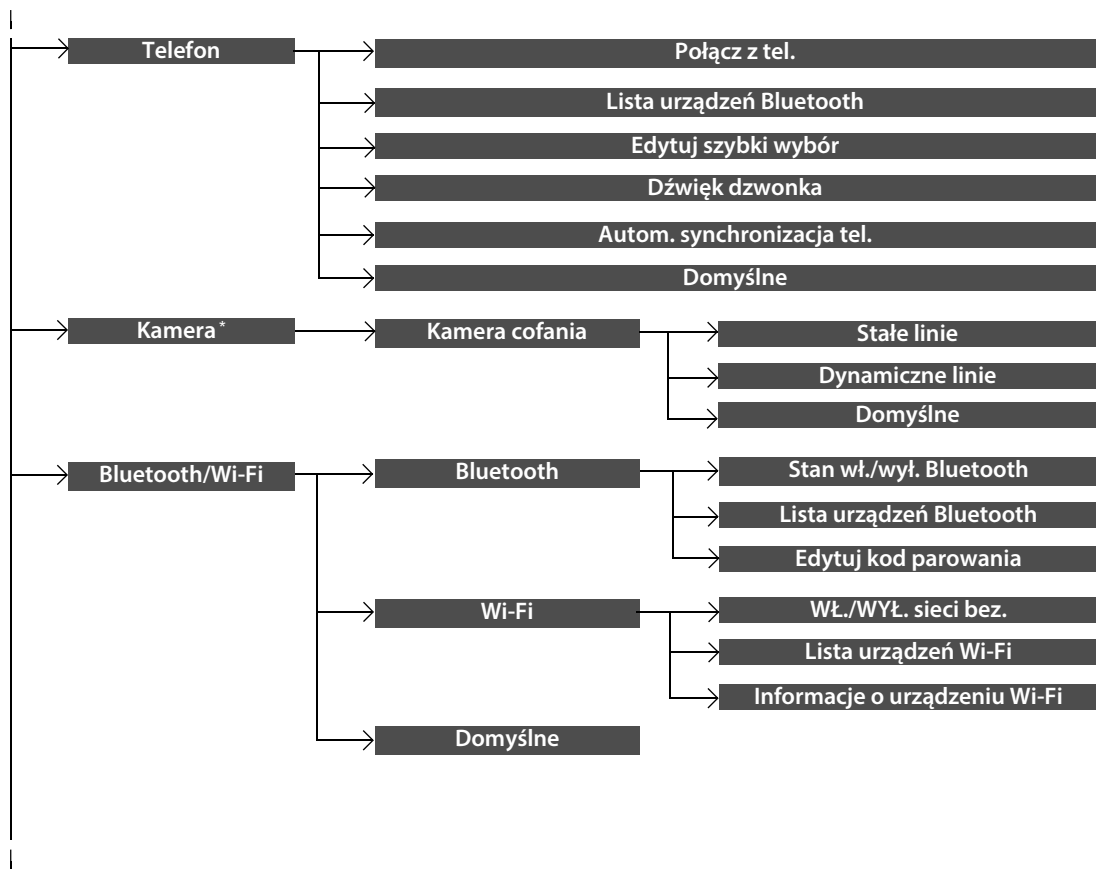 Telefon
Połącz z tel.
Lista urządzeń Bluetooth
Edytuj szybki wybór
Dźwięk dzwonka
Autom. synchronizacja tel.
Domyślne
Kamera*
Kamera cofania
Stałe linie
Dynamiczne linie
Domyślne
Bluetooth/Wi-Fi
Bluetooth
Stan wł./wył. Bluetooth
Lista urządzeń Bluetooth
Edytuj kod parowania
Wi-Fi
WŁ./WYŁ. sieci bez.
Lista urządzeń Wi-Fi
Informacje o urządzeniu Wi-Fi
Domyślne